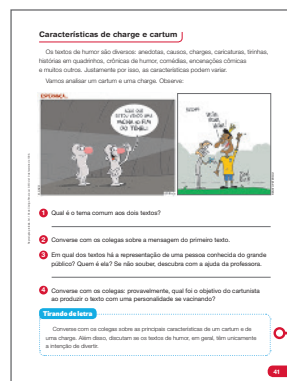 Características de charge e cartum
Os textos de humor são diversos: anedotas, causos, charges, caricaturas, tirinhas,
histórias em quadrinhos, crônicas de humor, comédias, encenações cômicas
e muitos outros. Justamente por isso, as características podem variar.
Vamos analisar um cartum e uma charge. Observe:
ESPERANÇA...
1 Qual é o tema comum aos dois textos?
2 Converse com os colegas sobre a mensagem do primeiro texto.
3 Em qual dos textos há a representação de uma pessoa conhecida do grande
público? Quem é ela? Se não souber, descubra com a ajuda da professora.
4 Converse com os colegas: provavelmente, qual foi o objetivo do cartunista
ao produzir o texto com uma personalidade se vacinando?
Tirando de letra
Converse com os colegas sobre as principais características de um cartum e de
uma charge. Além disso, discutam se os textos de humor, em geral, têm unicamente
a intenção de divertir.
41